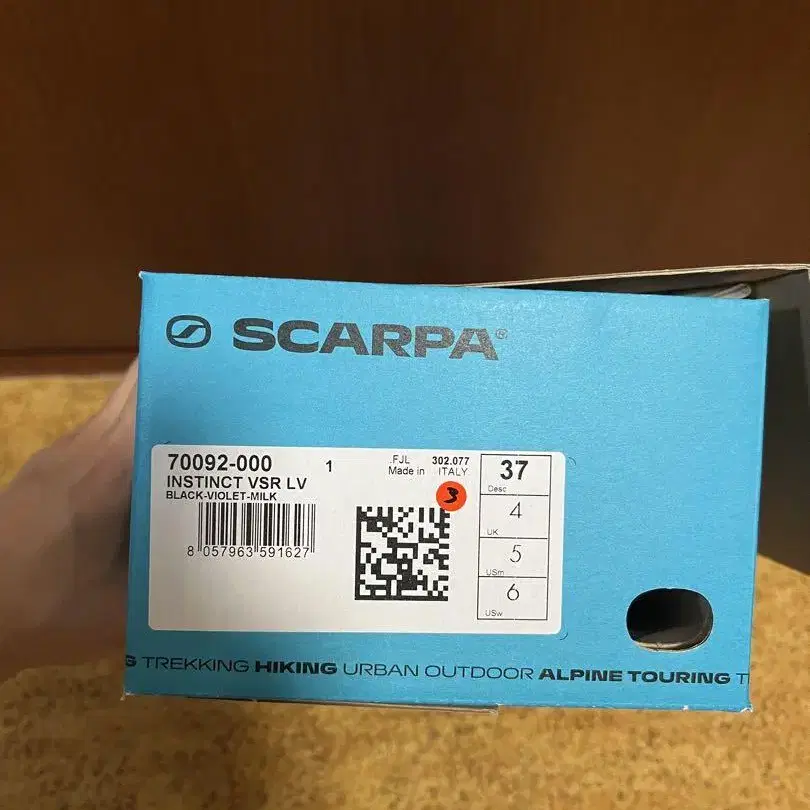 SCARPA®
70092-000 1 FJL 302.077
Made in ITALY
INSTINCT VSR LV
BLACK-VIOLET-MILK
3
8 057963 591627
37
Desc
4
UK
5
USm
6
USw
G TREKKING HIKING URBAN OUTDOOR ALPINE TOURING T